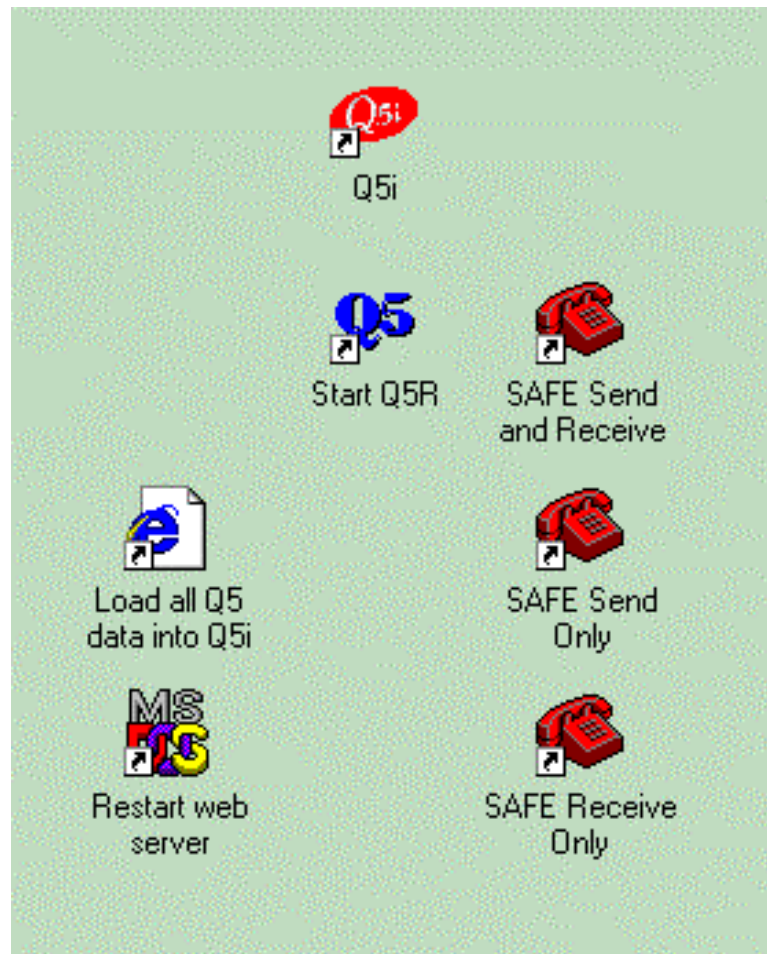 Q5i
Q5i
Q5
Start Q5R
SAFE Send
and Receive
Load all Q5
data into Q5i
SAFE Send
Only
MS
DOS
Restart web
server
SAFE Receive
Only